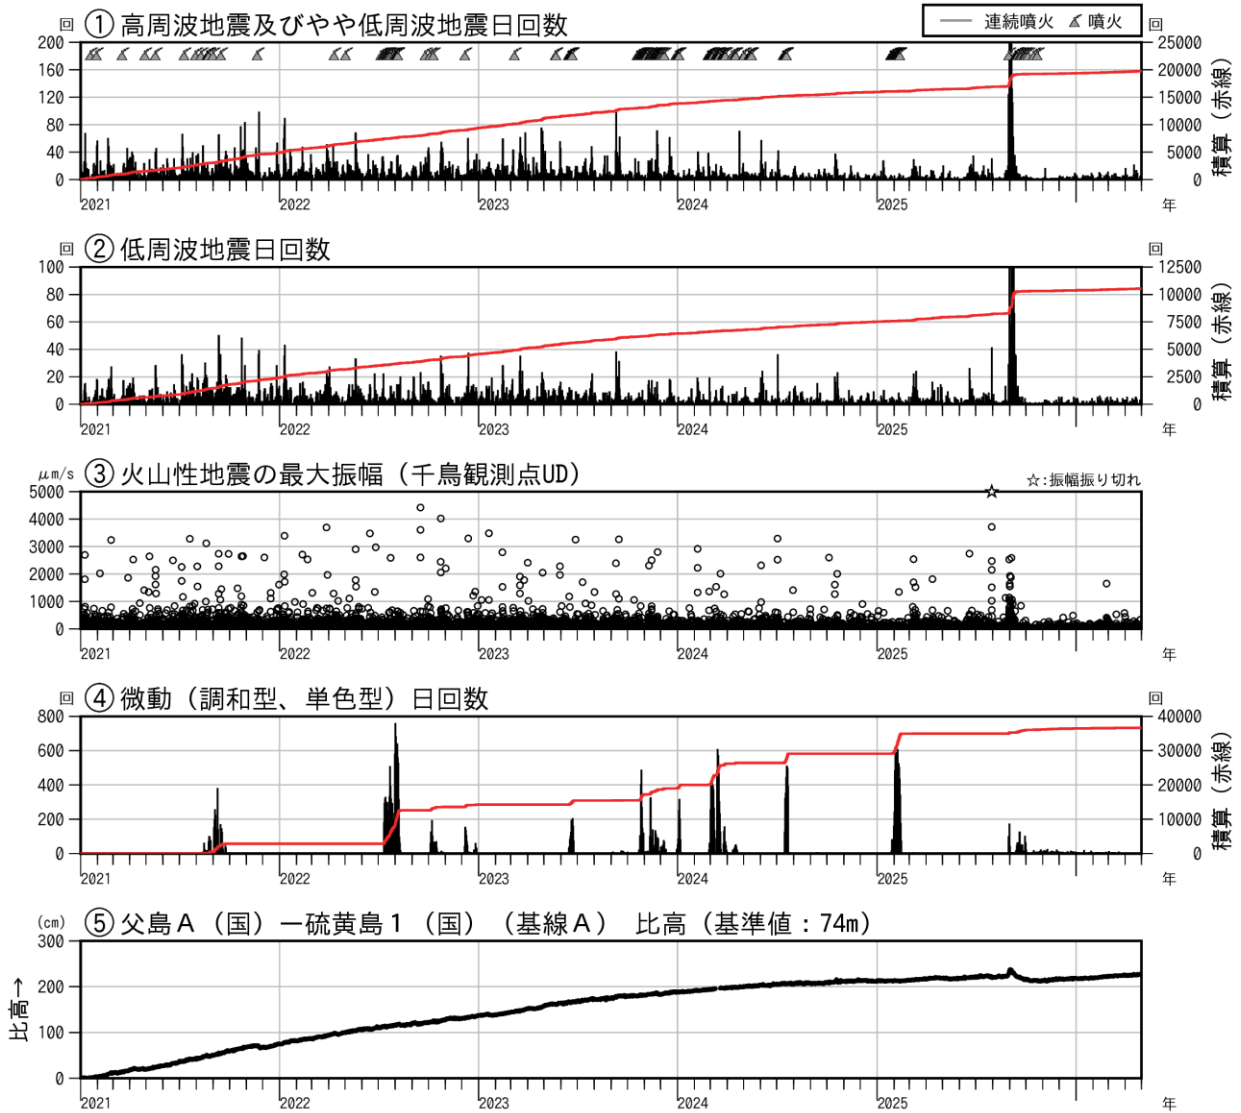 回 ① 高周波地震及びやや低周波地震日回数 連続噴火 噴火 回
200 25000
160 20000
120 15000
80 10000
40 5000
0 0
積算（赤線）
2021 2022 2023 2024 2025 年
回 ② 低周波地震日回数 回
100 12500
80 10000
60 7500
40 5000
20 2500
0 0
積算（赤線）
2021 2022 2023 2024 2025 年
μm/s ③ 火山性地震の最大振幅（千鳥観測点UD） ☆:振幅振り切れ
5000
4000
3000
2000
1000
0
2021 2022 2023 2024 2025 年
回 ④ 微動（調和型、単色型）日回数 回
800 40000
600 30000
400 20000
200 10000
0 0
積算（赤線）
2021 2022 2023 2024 2025 年
(cm) ⑤ 父島Ａ（国）－硫黄島１（国）（基線Ａ） 比高（基準値：74m）
300
200
100
0
比高→
2021 2022 2023 2024 2025 年